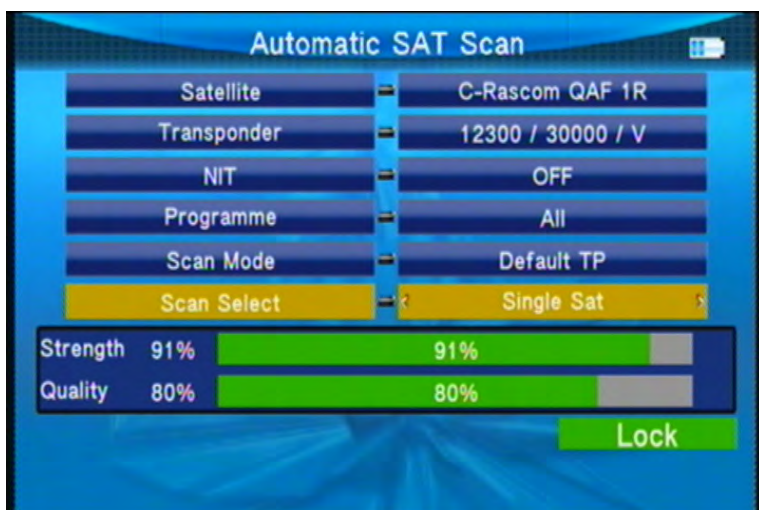 Automatic SAT Scan
Satellite C-Rascom QAF 1R
Transponder 12300 / 30000 / V
NIT OFF
Programme All
Scan Mode Default TP
Scan Select Single Sat
Strength 91% 91%
Quality 80% 80%
Lock